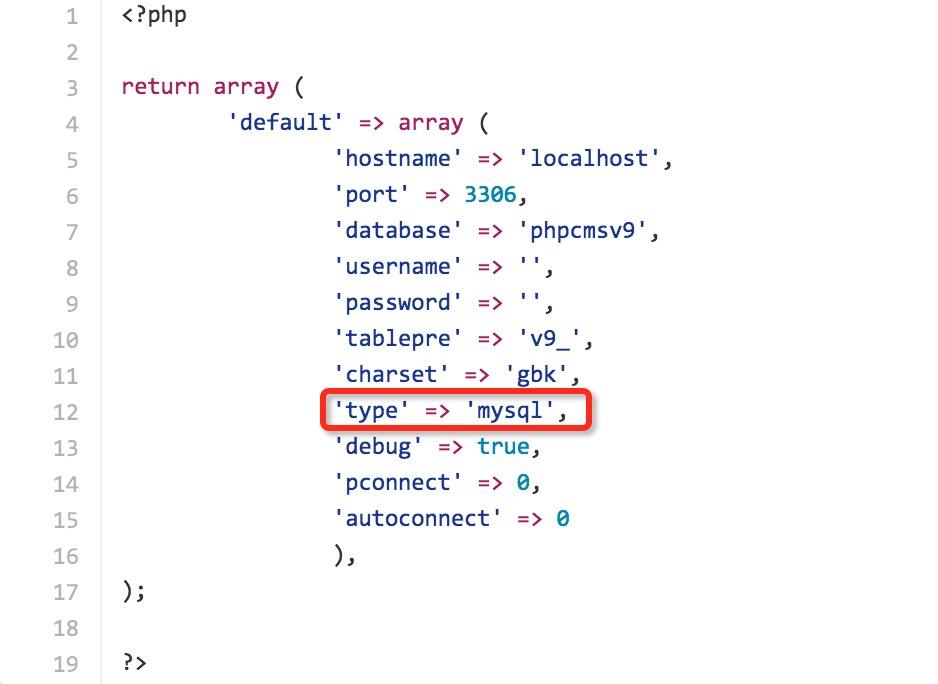 1 <?php
2
3 return array (
4 'default' => array (
5 'hostname' => 'localhost',
6 'port' => 3306,
7 'database' => 'phpcmsv9',
8 'username' => '',
9 'password' => '',
10 'tablepre' => 'v9_',
11 'charset' => 'gbk',
12 'type' => 'mysql',
13 'debug' => true,
14 'pconnect' => 0,
15 'autoconnect' => 0
16 ),
17 );
18
19 ?>